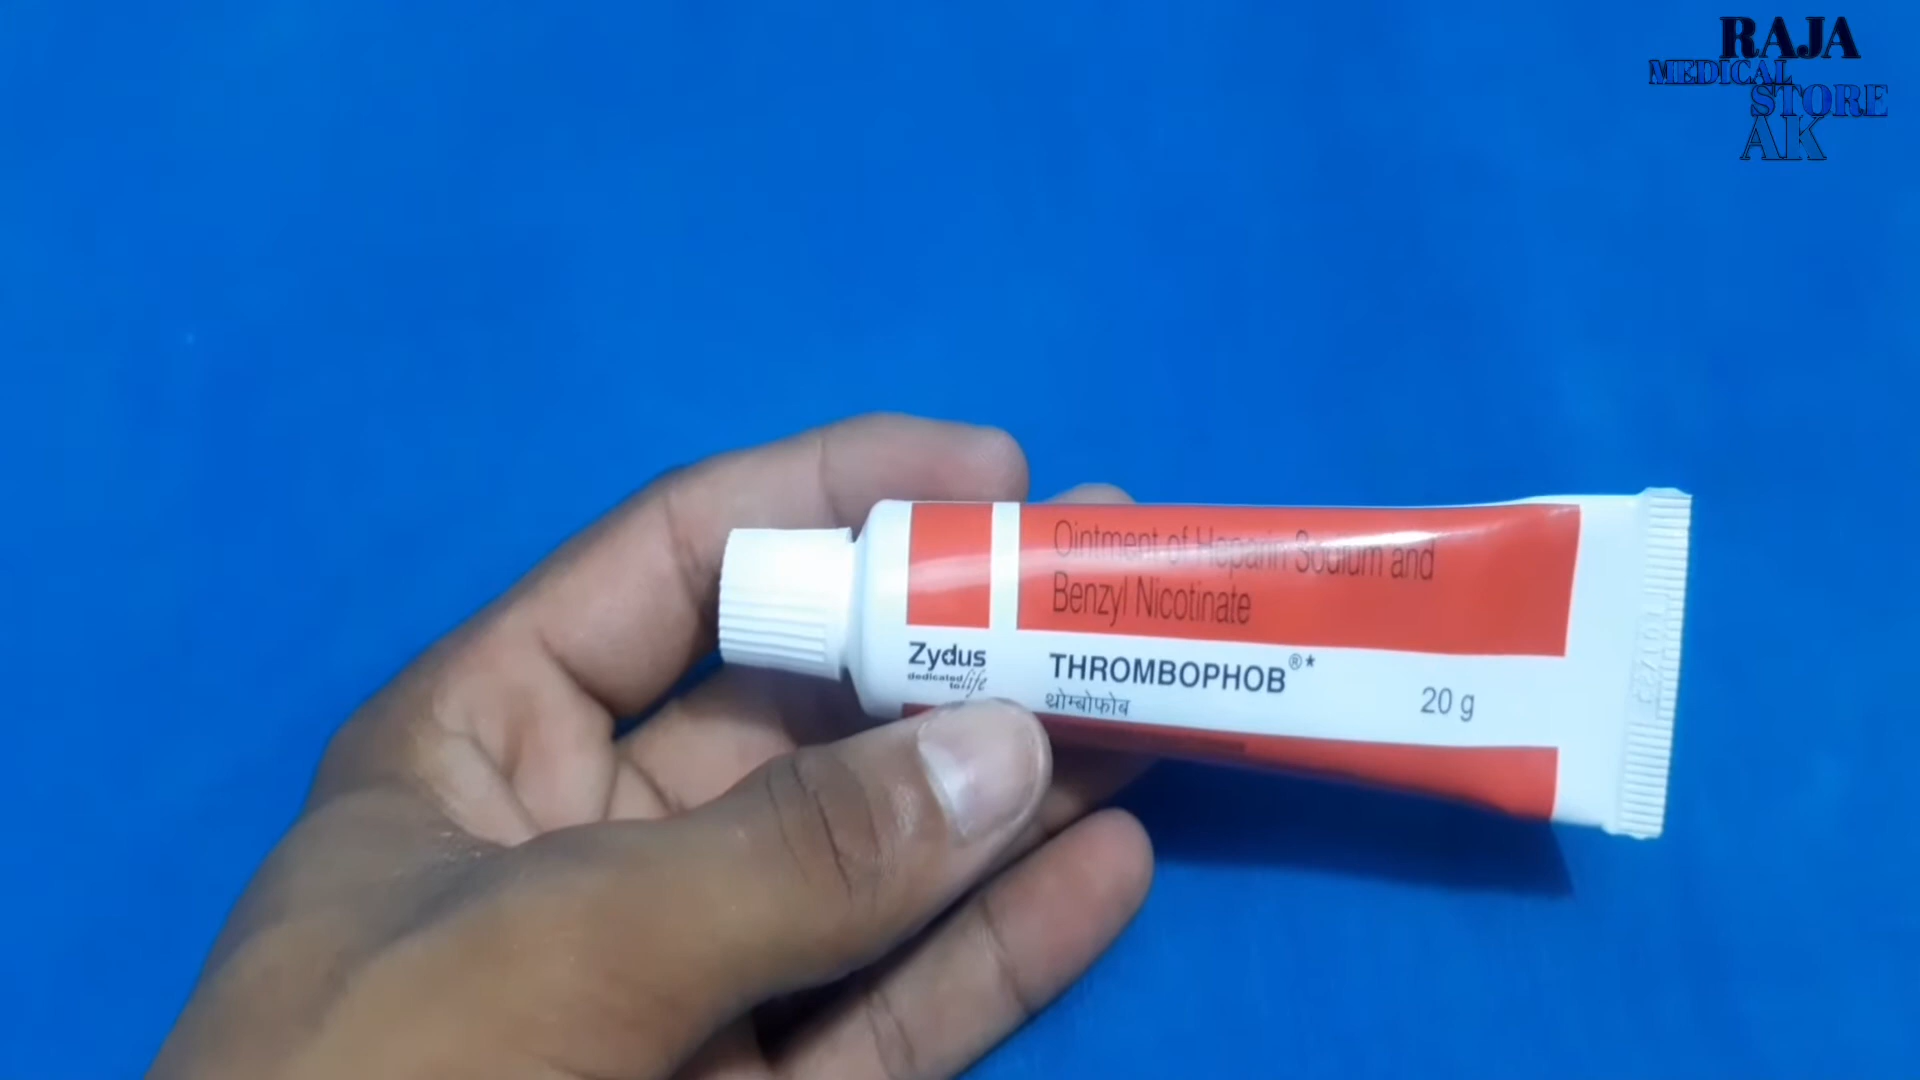 RAJA
MEDICAL
STORE
AK
Ointment of Heparin Sodium and
Benzyl Nicotinate
Zydus
dedicated
to life
THROMBOPHOB®*
थ्रोम्बोफोब
20 g